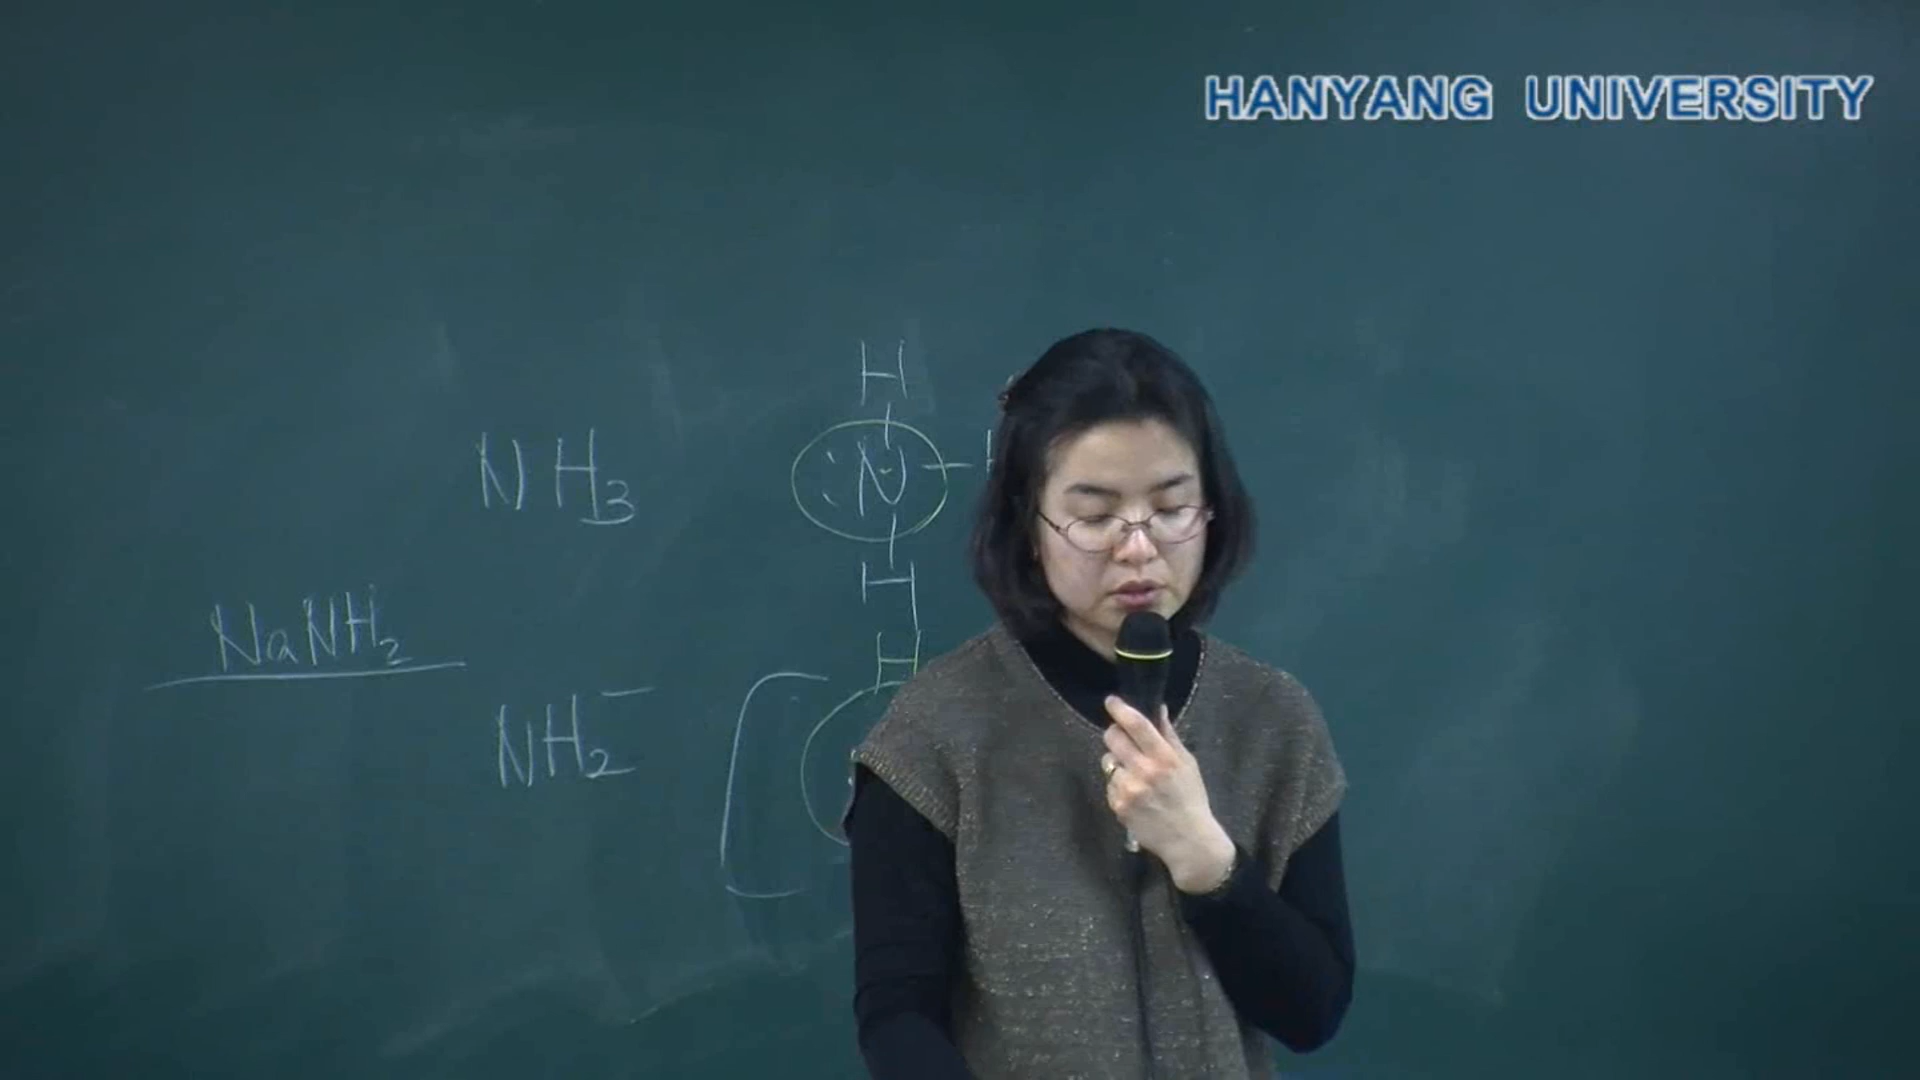 HANYANG UNIVERSITY
H
NH3
:N-
H
NaNH2
H
NH2-